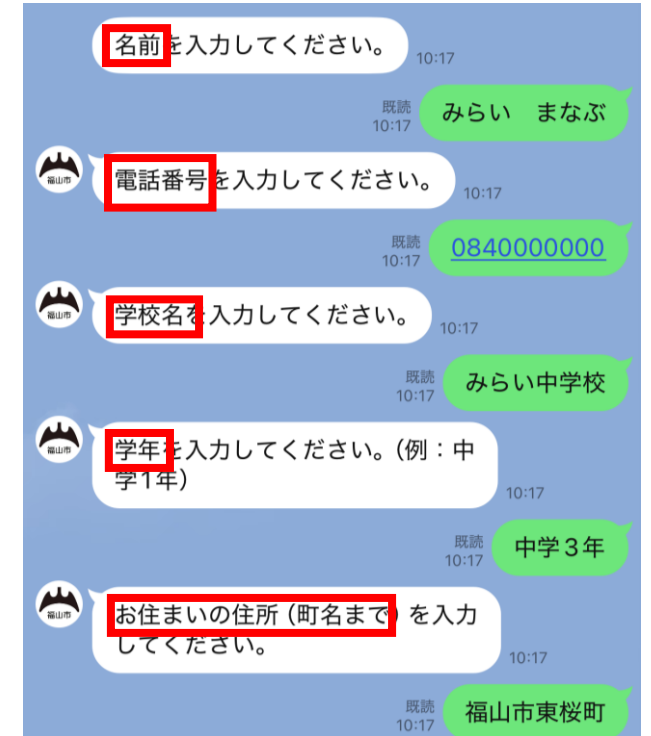 名前を入力してください。
10:17
既読
10:17
みらい　まなぶ
福山市
電話番号を入力してください。
10:17
既読
10:17
0840000000
福山市
学校名を入力してください。
10:17
既読
10:17
みらい中学校
福山市
学年を入力してください。(例：中
学1年)
10:17
既読
10:17
中学３年
福山市
お住まいの住所(町名まで)を入力
してください。
10:17
既読
10:17
福山市東桜町